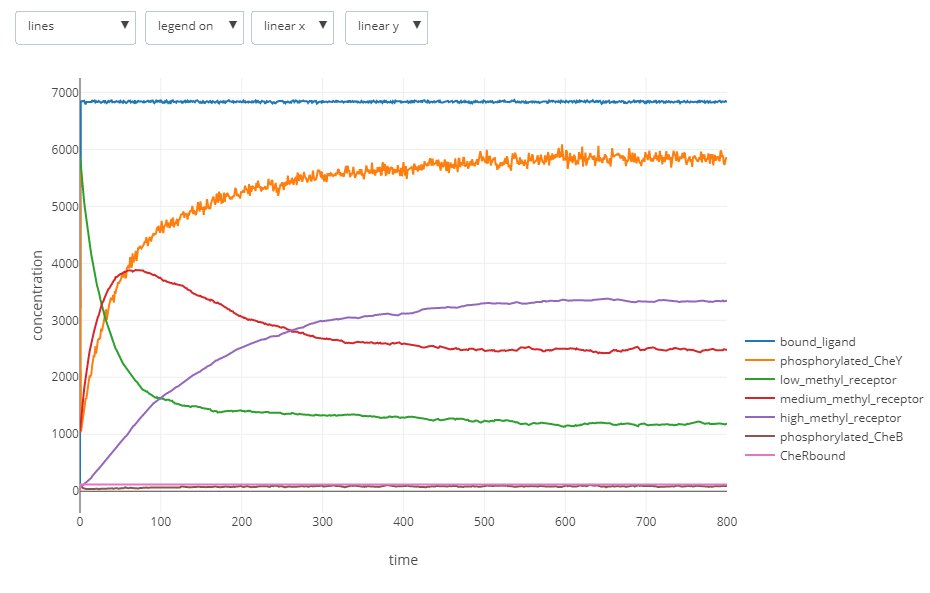 lines ▼ legend on ▼ linear x ▼ linear y ▼
7000
6000
5000
4000
3000
2000
1000
0
concentration
0 100 200 300 400 500 600 700 800
time
bound_ligand
phosphorylated_CheY
low_methyl_receptor
medium_methyl_receptor
high_methyl_receptor
phosphorylated_CheB
CheRbound